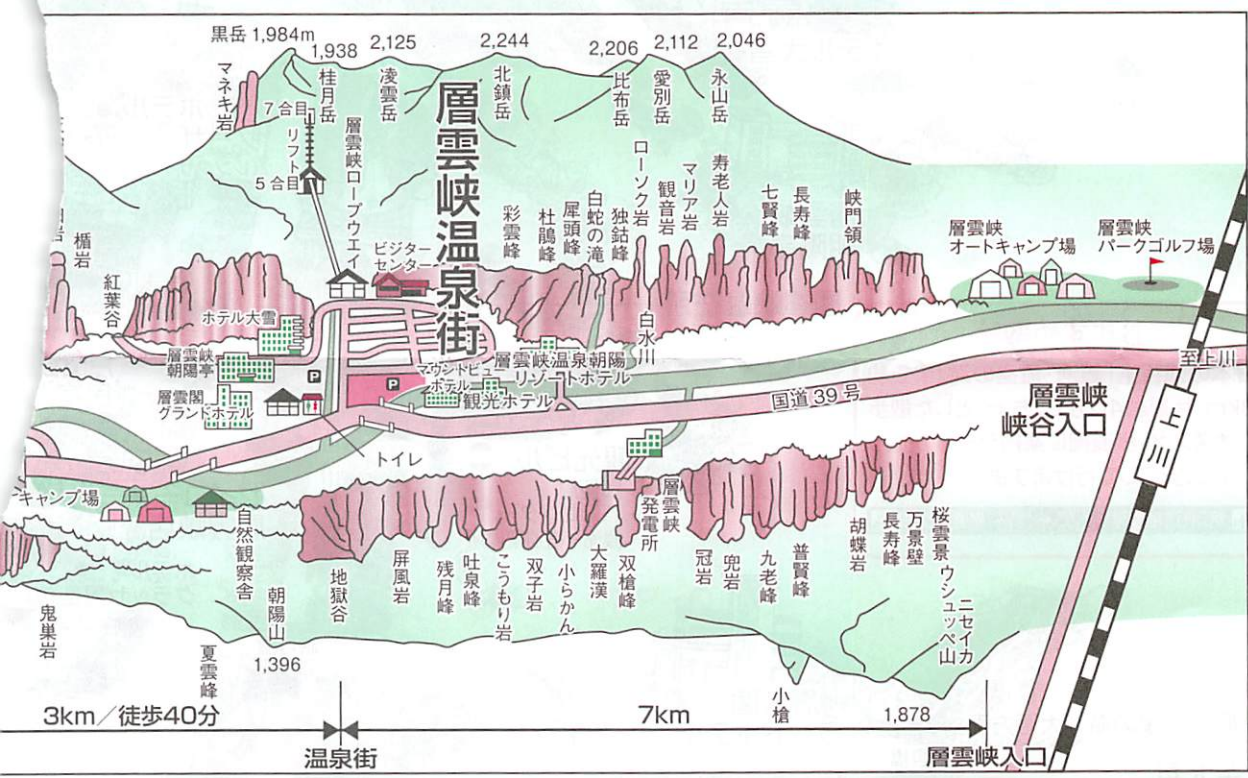 黒岳 1,984m
1,938
2,125
2,244
2,206
2,112
2,046
マネキ岩
7合目
桂月岳
凌雲岳
北鎮岳
比布岳
愛別岳
永山岳
リフト
5合目
層雲峡ロープウエイ
層雲峡温泉街
ビジター
センター
彩雲峰
杜鵑峰
犀頭峰
白蛇の滝
独鈷峰
ローソク岩
観音岩
マリア岩
寿老人岩
七賢峰
長寿峰
峡門領
層雲峡
オートキャンプ場
層雲峡
パークゴルフ場
岩
楯岩
紅葉谷
ホテル大雪
層雲峡
朝陽亭
P
層雲閣
グランドホテル
P
マウントビュー
ホテル
層雲峡温泉朝陽
リゾートホテル
観光ホテル
白水川
国道39号
至上川
層雲峡
峡谷入口
上川
トイレ
キャンプ場
自然観察舎
層雲峡
発電所
鬼巣岩
夏雲峰
朝陽山
1,396
地獄谷
屏風岩
残月峰
吐泉峰
こうもり岩
双子岩
小らかん
大羅漢
双槍峰
冠岩
兜岩
九老峰
普賢峰
胡蝶岩
長寿峰
万景壁
桜雲景
ニセイカ
ウシュッペ山
小槍
1,878
3km／徒歩40分
7km
温泉街
層雲峡入口